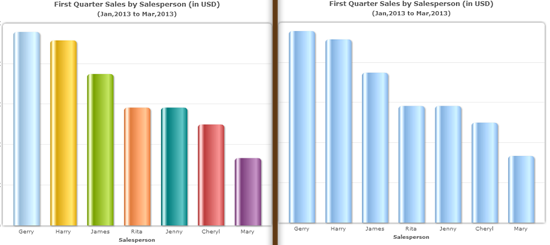 First Quarter Sales by Salesperson (in USD)
(Jan,2013 to Mar,2013)
Gerry Harry James Rita Jenny Cheryl Mary
Salesperson
First Quarter Sales by Salesperson (in USD)
(Jan,2013 to Mar,2013)
Gerry Harry James Rita Jenny Cheryl Mary
Salesperson